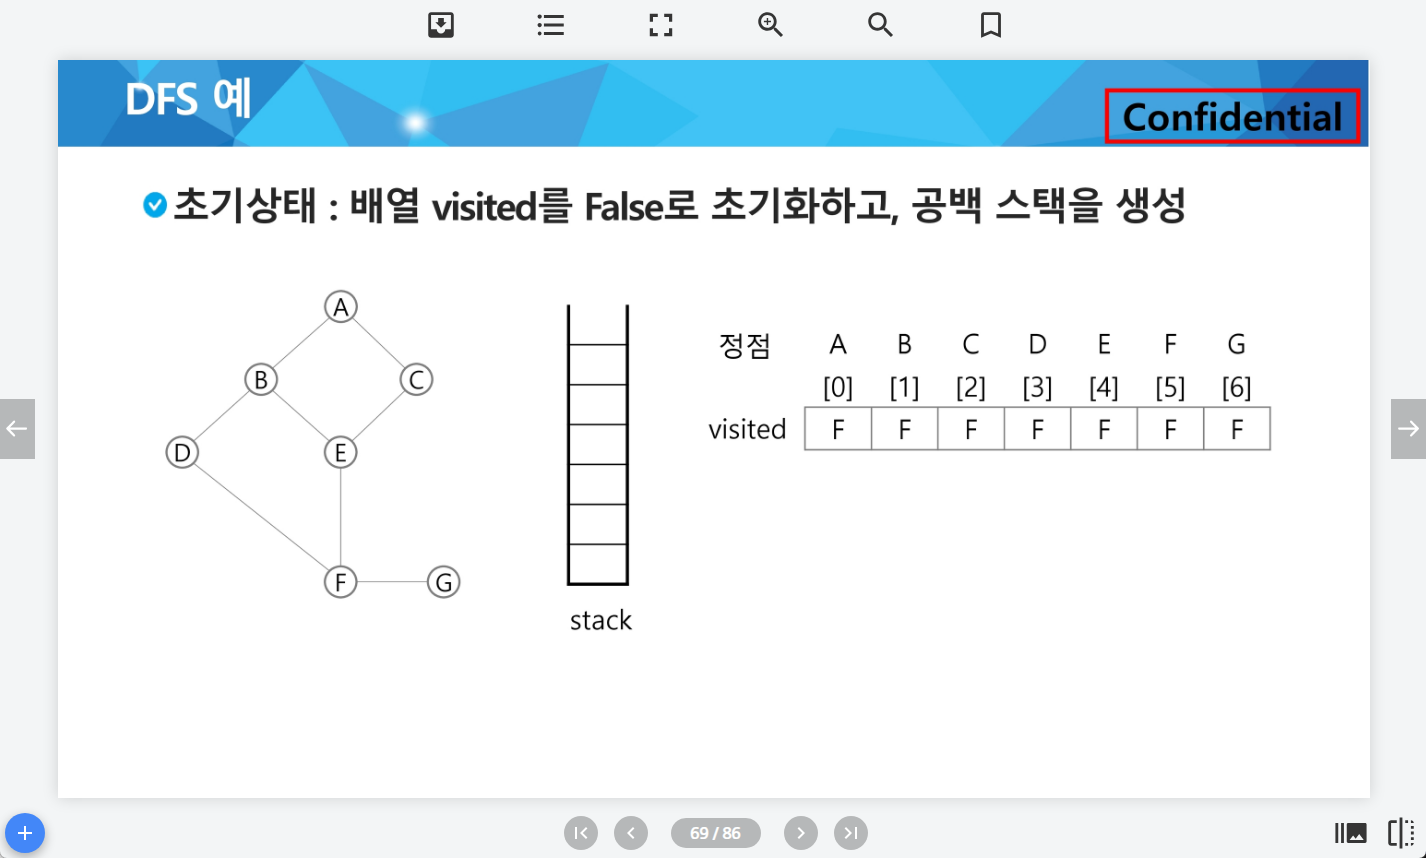 DFS 예
Confidential
초기상태 : 배열 visited를 False로 초기화하고, 공백 스택을 생성
A
B
C
D
E
F
G
stack
정점 A B C D E F G
[0] [1] [2] [3] [4] [5] [6]
visited F F F F F F F
69 / 86